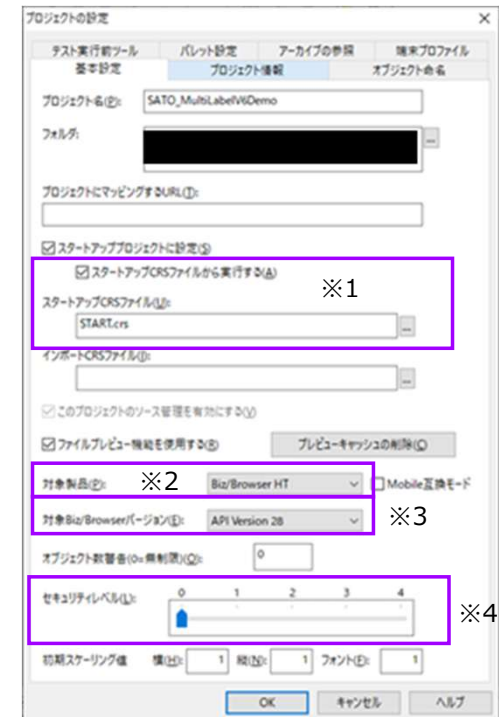 プロジェクトの設定 ×
テスト実行前ツール パレット設定 アーカイブの参照 端末プロファイル
基本設定 プロジェクト情報 オブジェクト命名
プロジェクト名(P): SATO_MultiLabelV6Demo
フォルダ:
...
プロジェクトにマッピングするURL(T):
スタートアッププロジェクトに設定(S)
スタートアップCRSファイルから実行する(A)
※1
スタートアップCRSファイル(U):
START.crs ...
インポートCRSファイル(I):
...
このプロジェクトのソース管理を有効にする(V)
ファイルプレビュー機能を使用する(R) プレビューキャッシュの削除(C)
対象製品(P): ※2 Biz/Browser HT Mobile互換モード
対象Biz/Browserバージョン(E): API Version 28 ※3
オブジェクト数警告(0=無制限)(O): 0
セキュリティレベル(L): 0 1 2 3 4
※4
初期スケーリング値 横(H): 1 縦(N): 1 フォント(F): 1
OK キャンセル ヘルプ